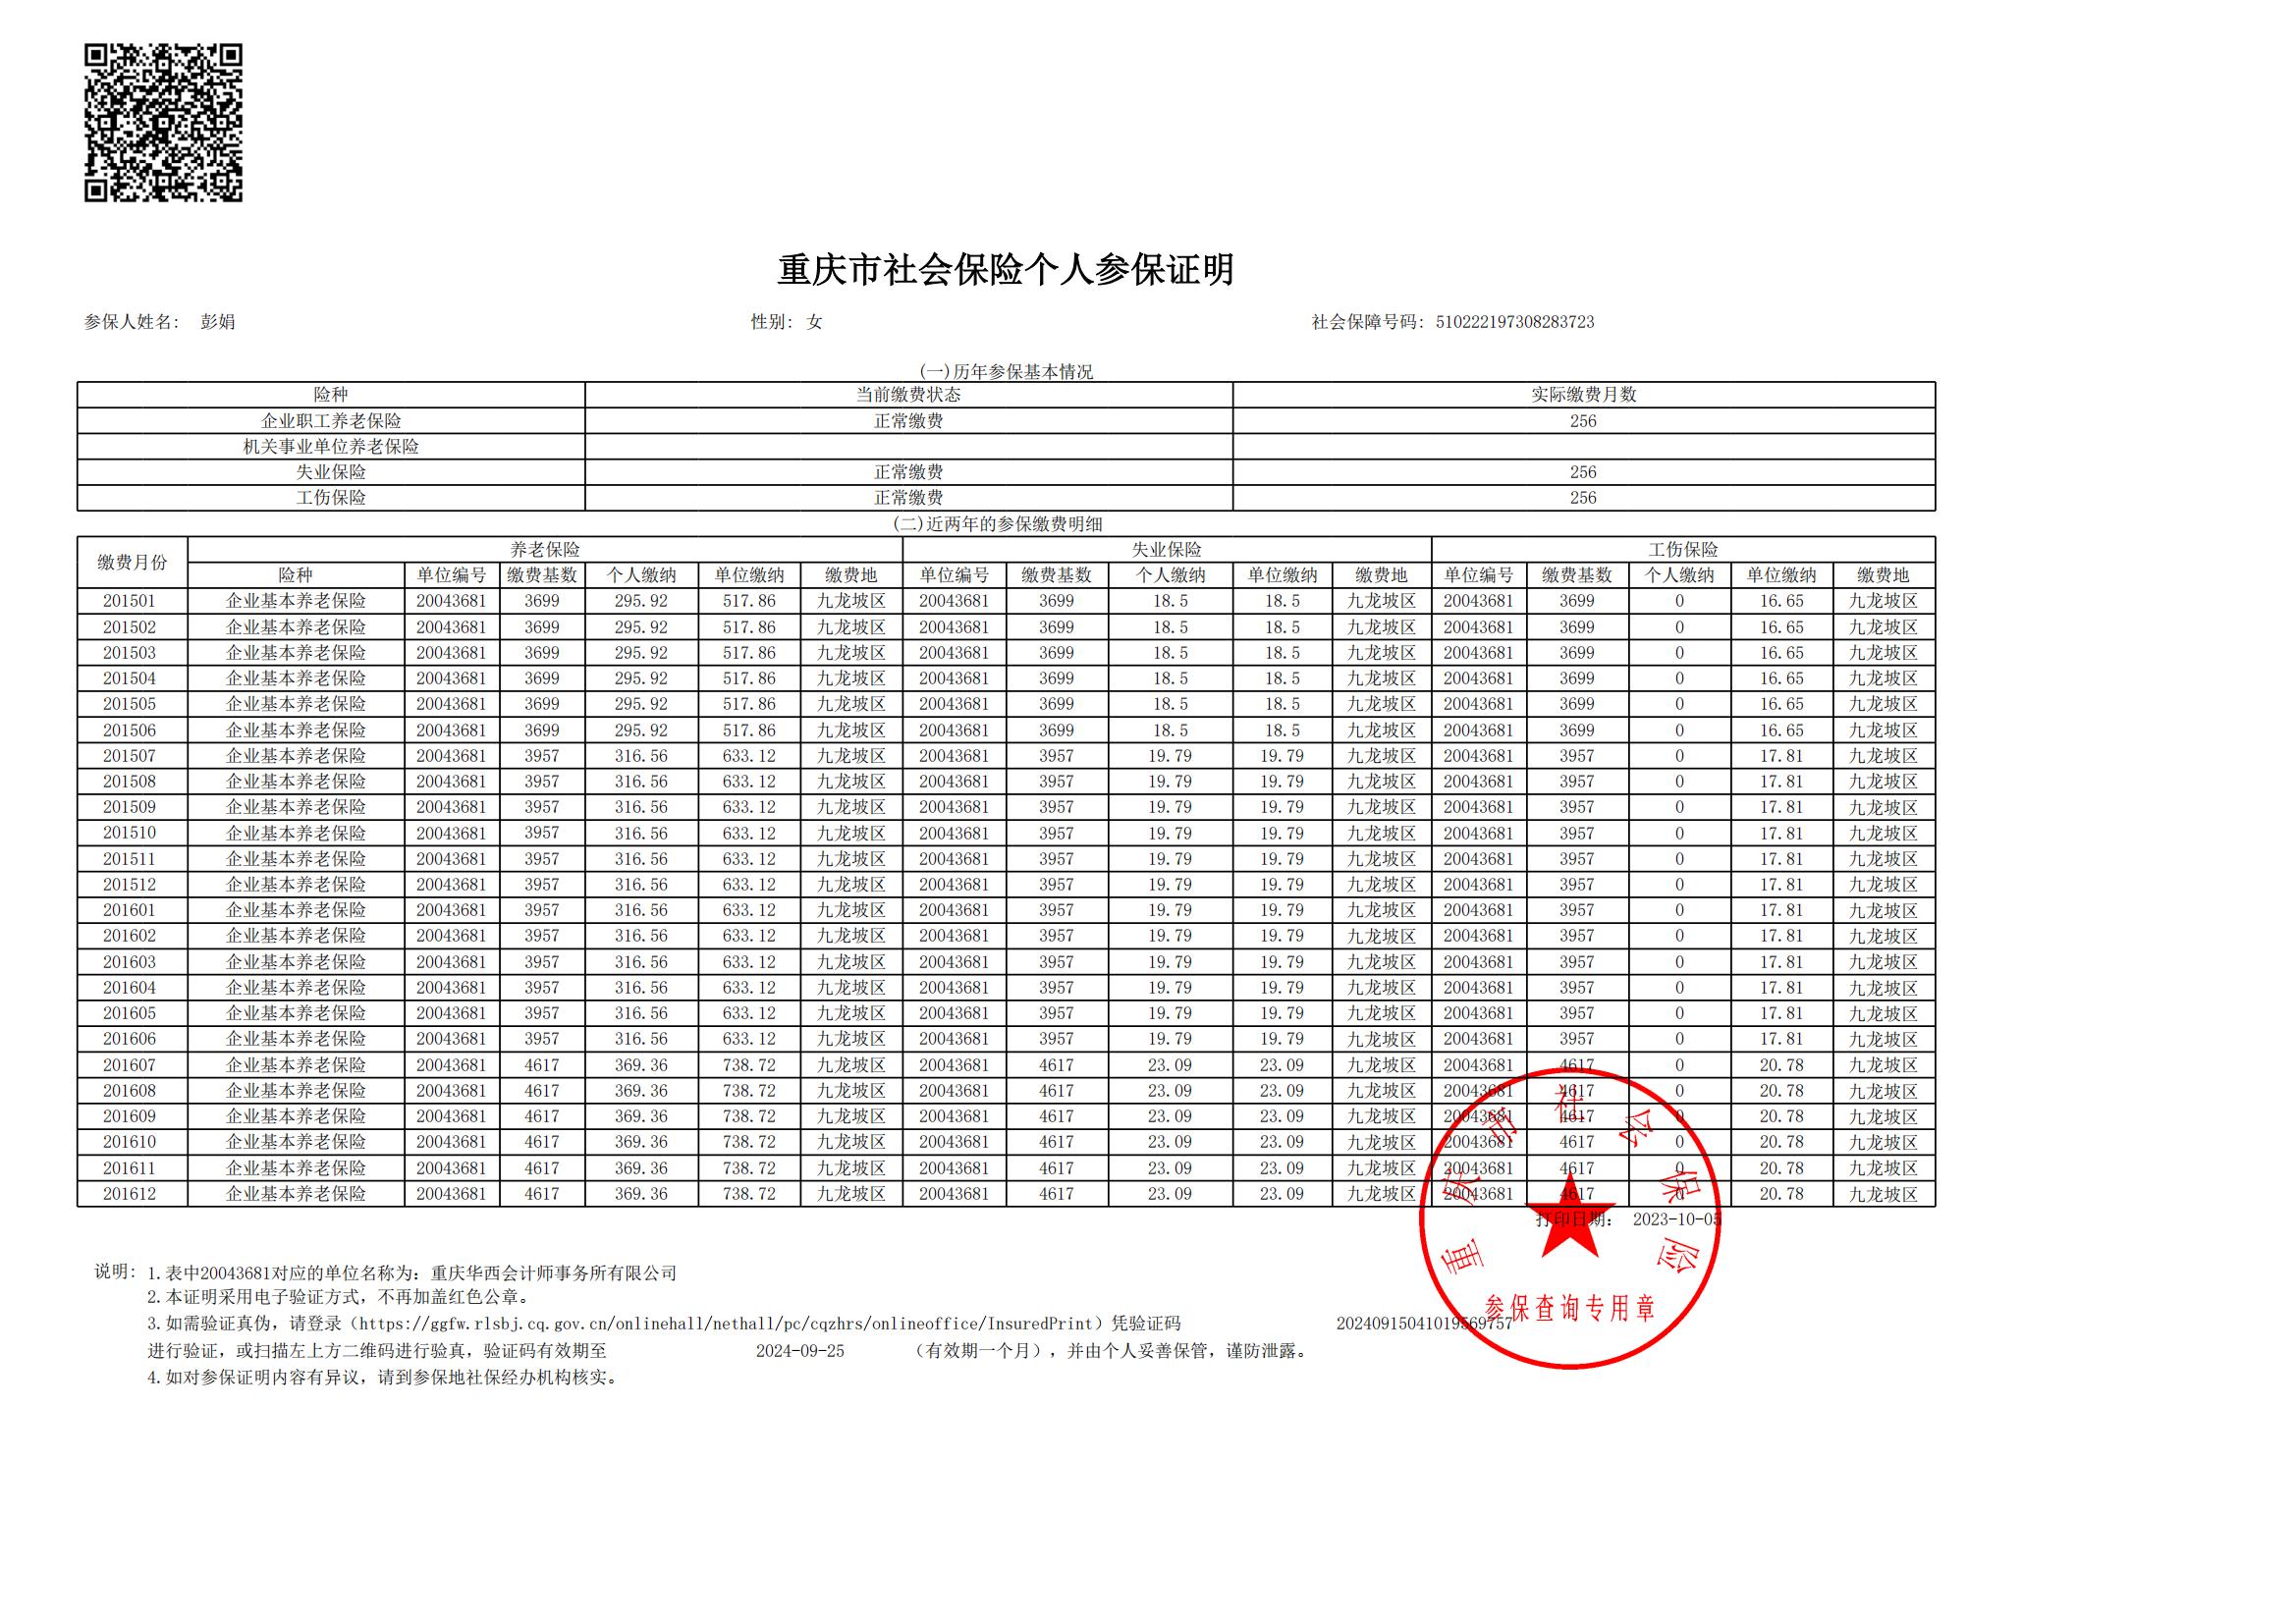 重庆市社会保险个人参保证明
参保人姓名: 彭娟 性别: 女 社会保障号码: 510222197308283723
(一)历年参保基本情况
险种 当前缴费状态 实际缴费月数
企业职工养老保险 正常缴费 256
机关事业单位养老保险
失业保险 正常缴费 256
工伤保险 正常缴费 256
(二)近两年的参保缴费明细
缴费月份 养老保险 失业保险 工伤保险
险种 单位编号 缴费基数 个人缴纳 单位缴纳 缴费地 单位编号 缴费基数 个人缴纳 单位缴纳 缴费地 单位编号 缴费基数 个人缴纳 单位缴纳 缴费地
201501 企业基本养老保险 20043681 3699 295.92 517.86 九龙坡区 20043681 3699 18.5 18.5 九龙坡区 20043681 3699 0 16.65 九龙坡区
201502 企业基本养老保险 20043681 3699 295.92 517.86 九龙坡区 20043681 3699 18.5 18.5 九龙坡区 20043681 3699 0 16.65 九龙坡区
201503 企业基本养老保险 20043681 3699 295.92 517.86 九龙坡区 20043681 3699 18.5 18.5 九龙坡区 20043681 3699 0 16.65 九龙坡区
201504 企业基本养老保险 20043681 3699 295.92 517.86 九龙坡区 20043681 3699 18.5 18.5 九龙坡区 20043681 3699 0 16.65 九龙坡区
201505 企业基本养老保险 20043681 3699 295.92 517.86 九龙坡区 20043681 3699 18.5 18.5 九龙坡区 20043681 3699 0 16.65 九龙坡区
201506 企业基本养老保险 20043681 3699 295.92 517.86 九龙坡区 20043681 3699 18.5 18.5 九龙坡区 20043681 3699 0 16.65 九龙坡区
201507 企业基本养老保险 20043681 3957 316.56 633.12 九龙坡区 20043681 3957 19.79 19.79 九龙坡区 20043681 3957 0 17.81 九龙坡区
201508 企业基本养老保险 20043681 3957 316.56 633.12 九龙坡区 20043681 3957 19.79 19.79 九龙坡区 20043681 3957 0 17.81 九龙坡区
201509 企业基本养老保险 20043681 3957 316.56 633.12 九龙坡区 20043681 3957 19.79 19.79 九龙坡区 20043681 3957 0 17.81 九龙坡区
201510 企业基本养老保险 20043681 3957 316.56 633.12 九龙坡区 20043681 3957 19.79 19.79 九龙坡区 20043681 3957 0 17.81 九龙坡区
201511 企业基本养老保险 20043681 3957 316.56 633.12 九龙坡区 20043681 3957 19.79 19.79 九龙坡区 20043681 3957 0 17.81 九龙坡区
201512 企业基本养老保险 20043681 3957 316.56 633.12 九龙坡区 20043681 3957 19.79 19.79 九龙坡区 20043681 3957 0 17.81 九龙坡区
201601 企业基本养老保险 20043681 3957 316.56 633.12 九龙坡区 20043681 3957 19.79 19.79 九龙坡区 20043681 3957 0 17.81 九龙坡区
201602 企业基本养老保险 20043681 3957 316.56 633.12 九龙坡区 20043681 3957 19.79 19.79 九龙坡区 20043681 3957 0 17.81 九龙坡区
201603 企业基本养老保险 20043681 3957 316.56 633.12 九龙坡区 20043681 3957 19.79 19.79 九龙坡区 20043681 3957 0 17.81 九龙坡区
201604 企业基本养老保险 20043681 3957 316.56 633.12 九龙坡区 20043681 3957 19.79 19.79 九龙坡区 20043681 3957 0 17.81 九龙坡区
201605 企业基本养老保险 20043681 3957 316.56 633.12 九龙坡区 20043681 3957 19.79 19.79 九龙坡区 20043681 3957 0 17.81 九龙坡区
201606 企业基本养老保险 20043681 3957 316.56 633.12 九龙坡区 20043681 3957 19.79 19.79 九龙坡区 20043681 3957 0 17.81 九龙坡区
201607 企业基本养老保险 20043681 4617 369.36 738.72 九龙坡区 20043681 4617 23.09 23.09 九龙坡区 20043681 4617 0 20.78 九龙坡区
201608 企业基本养老保险 20043681 4617 369.36 738.72 九龙坡区 20043681 4617 23.09 23.09 九龙坡区 20043681 4617 0 20.78 九龙坡区
201609 企业基本养老保险 20043681 4617 369.36 738.72 九龙坡区 20043681 4617 23.09 23.09 九龙坡区 20043681 4617 0 20.78 九龙坡区
201610 企业基本养老保险 20043681 4617 369.36 738.72 九龙坡区 20043681 4617 23.09 23.09 九龙坡区 20043681 4617 0 20.78 九龙坡区
201611 企业基本养老保险 20043681 4617 369.36 738.72 九龙坡区 20043681 4617 23.09 23.09 九龙坡区 20043681 4617 0 20.78 九龙坡区
201612 企业基本养老保险 20043681 4617 369.36 738.72 九龙坡区 20043681 4617 23.09 23.09 九龙坡区 20043681 4617 0 20.78 九龙坡区
打印日期: 2023-10-05
重庆市社会保险
参保查询专用章
说明: 1.表中20043681对应的单位名称为: 重庆华西会计师事务所有限公司
2.本证明采用电子验证方式，不再加盖红色公章。
3.如需验证真伪，请登录（https://ggfw.rlsbj.cq.gov.cn/onlinehall/nethall/pc/cqzhrs/onlineoffice/InsuredPrint）凭验证码 20240915041019569757
进行验证，或扫描左上方二维码进行验真，验证码有效期至 2024-09-25 （有效期一个月），并由个人妥善保管，谨防泄露。
4.如对参保证明内容有异议，请到参保地社保经办机构核实。